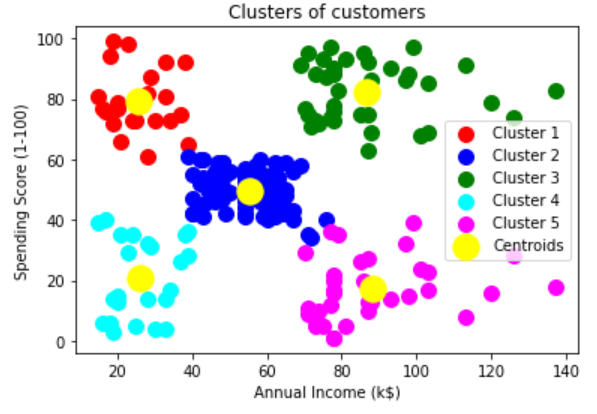 Clusters of customers
100
80
60
40
20
0
Spending Score (1-100)
Cluster 1
Cluster 2
Cluster 3
Cluster 4
Cluster 5
Centroids
20 40 60 80 100 120 140
Annual Income (k$)